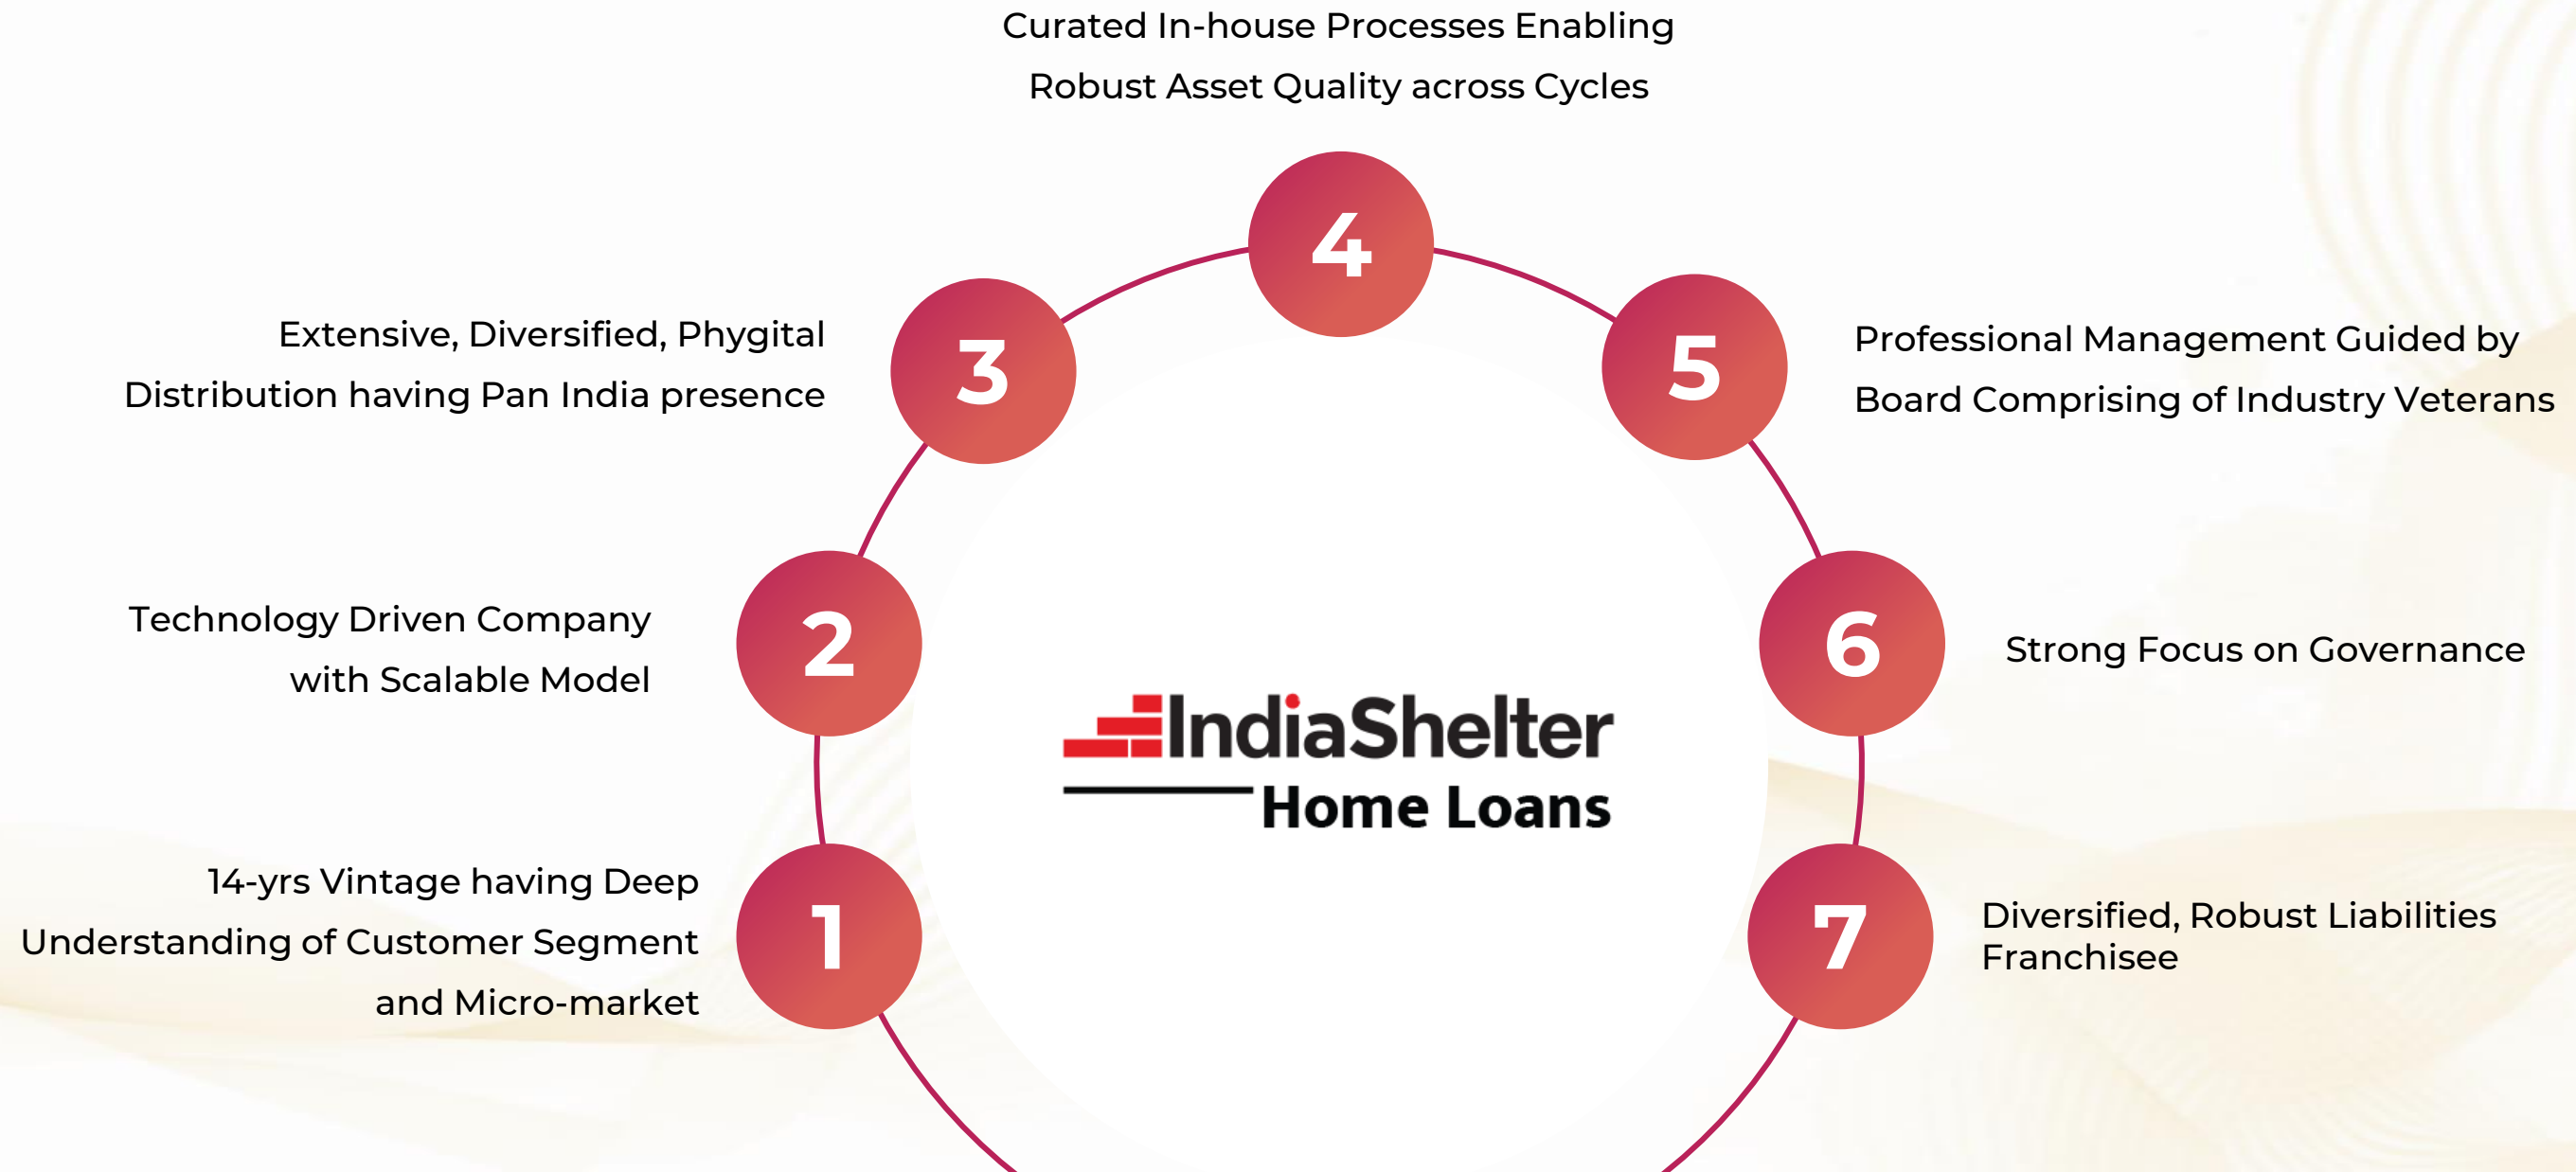 Curated In-house Processes Enabling
Robust Asset Quality across Cycles
4
3
Extensive, Diversified, Phygital
Distribution having Pan India presence
5
Professional Management Guided by
Board Comprising of Industry Veterans
2
Technology Driven Company
with Scalable Model
6
Strong Focus on Governance
IndiaShelter
Home Loans
1
14-yrs Vintage having Deep
Understanding of Customer Segment
and Micro-market
7
Diversified, Robust Liabilities
Franchisee